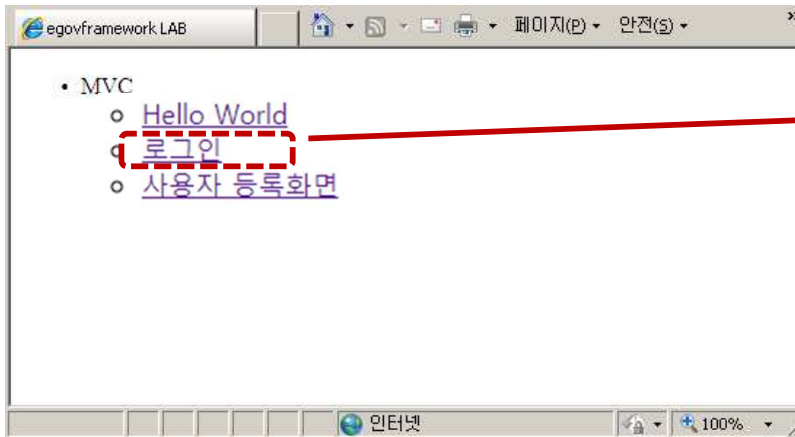 egovframework LAB 페이지(P) 안전(S) »
• MVC
Hello World
로그인
사용자 등록화면
인터넷 100%